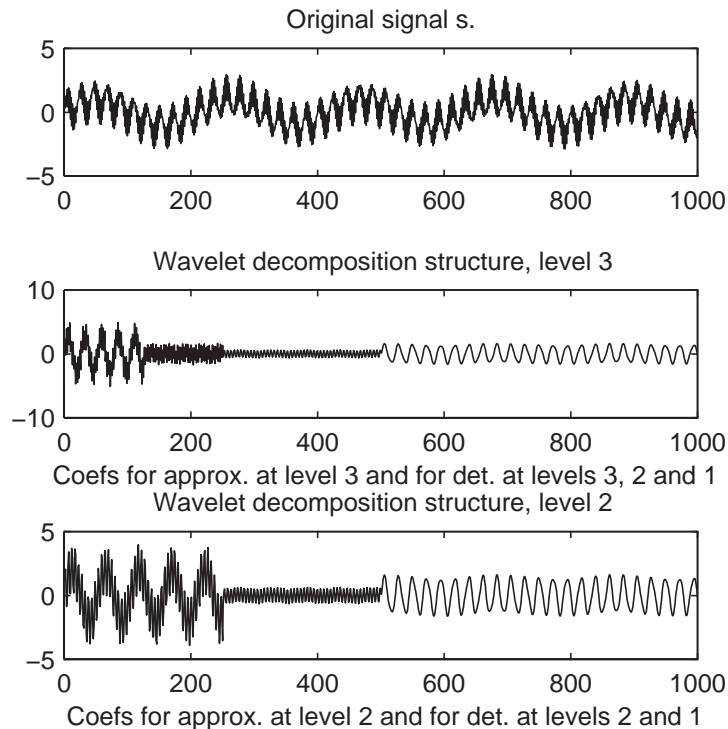 Original signal s.
5
0
−5
0 200 400 600 800 1000
Wavelet decomposition structure, level 3
10
0
−10
0 200 400 600 800 1000
Coefs for approx. at level 3 and for det. at levels 3, 2 and 1
Wavelet decomposition structure, level 2
5
0
−5
0 200 400 600 800 1000
Coefs for approx. at level 2 and for det. at levels 2 and 1